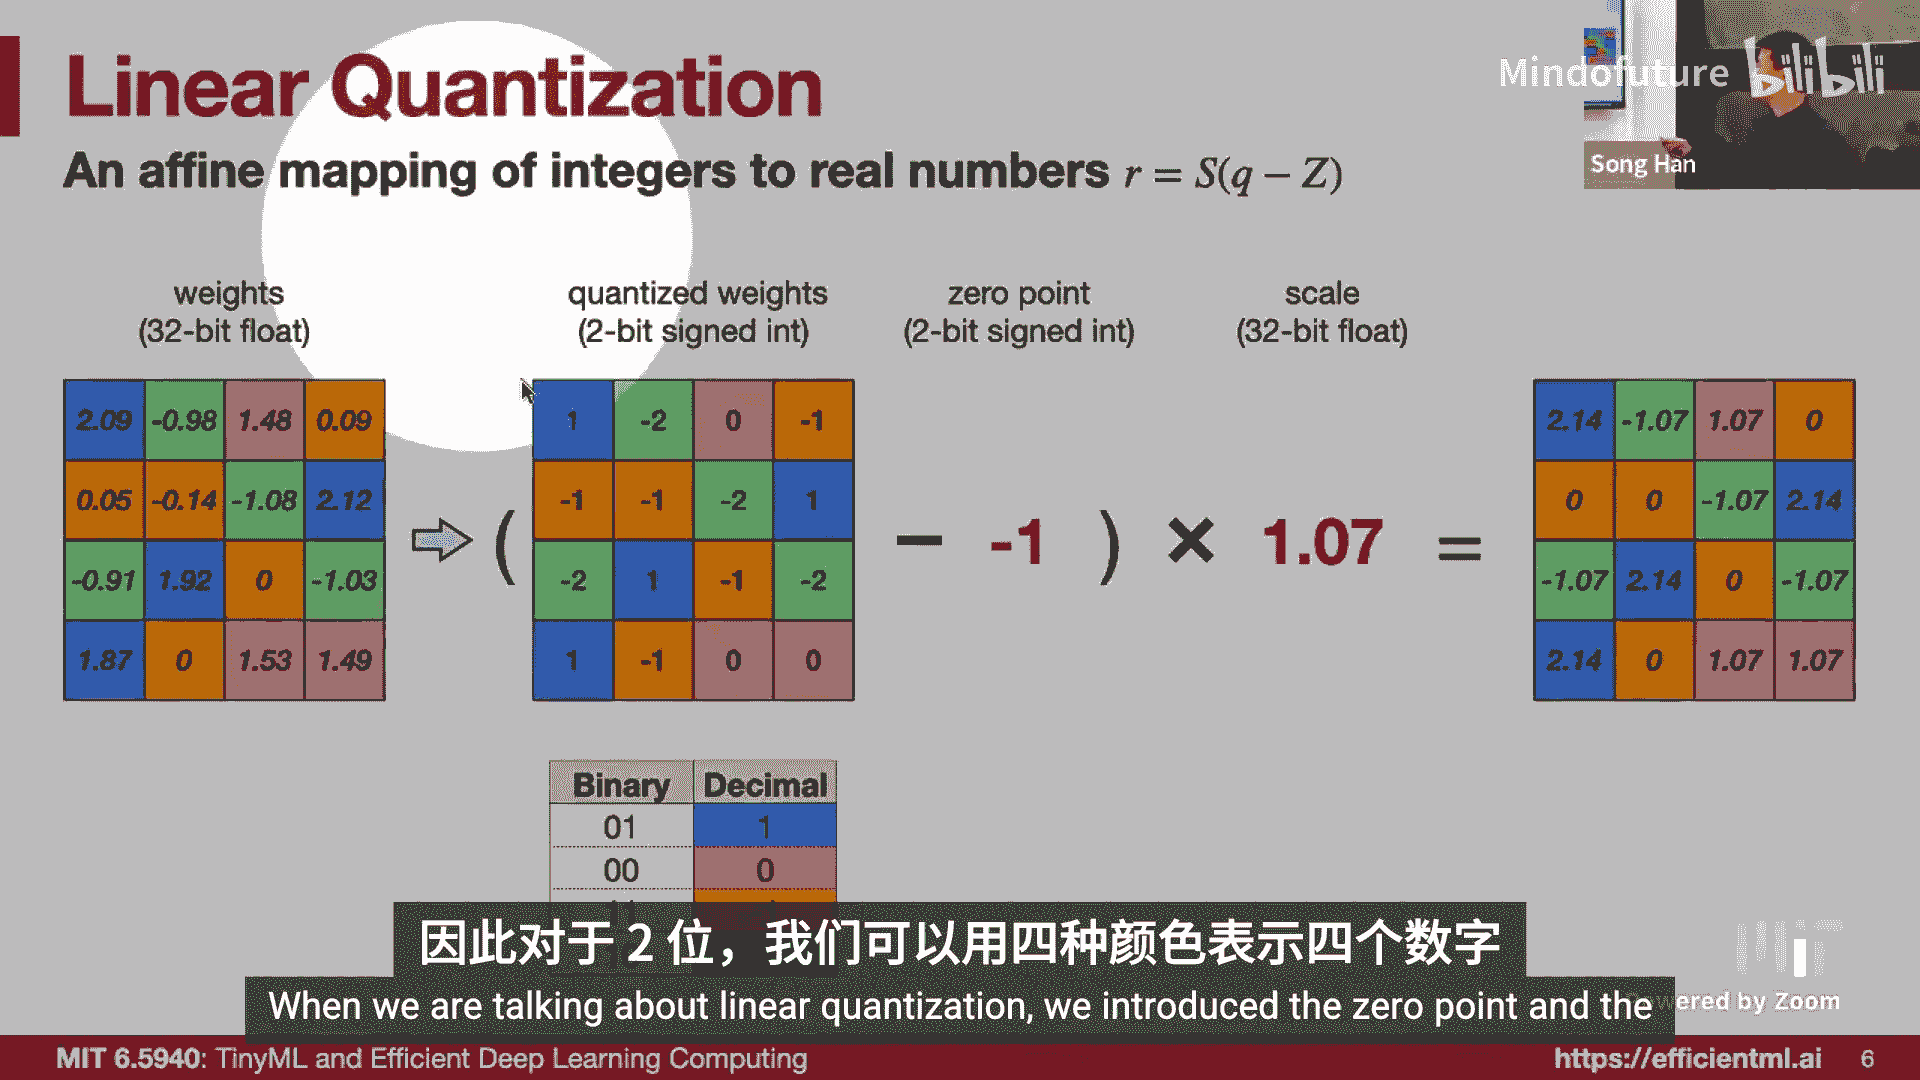 Linear Quantization
An affine mapping of integers to real numbers r = S(q − Z)
Mindofuture bilibili
Song Han
weights
(32-bit float)
quantized weights
(2-bit signed int)
zero point
(2-bit signed int)
scale
(32-bit float)
2.09 -0.98 1.48 0.09
0.05 -0.14 -1.08 2.12
-0.91 1.92 0 -1.03
1.87 0 1.53 1.49
(
1 -2 0 -1
-1 -1 -2 1
-2 1 -1 -2
1 -1 0 0
− -1 ) × 1.07 =
2.14 -1.07 1.07 0
0 0 -1.07 2.14
-1.07 2.14 0 -1.07
2.14 0 1.07 1.07
Binary Decimal
01 1
00 0
因此对于 2 位，我们可以用四种颜色表示四个数字
When we are talking about linear quantization, we introduced the zero point and the
Powered by Zoom
MIT 6.5940: TinyML and Efficient Deep Learning Computing
https://efficientml.ai 6